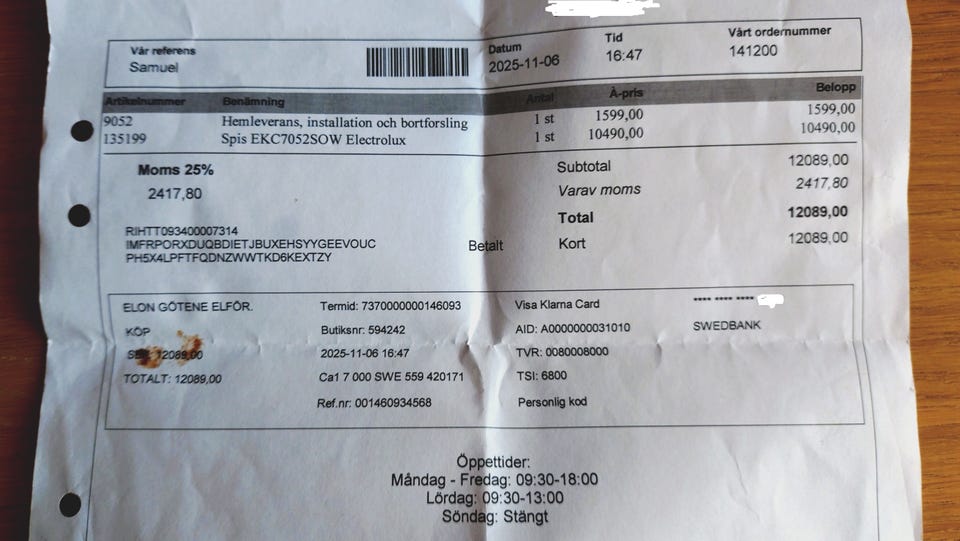 Vår referens
Samuel
Datum
2025-11-06
Tid
16:47
Vårt ordernummer
141200
Artikelnummer Benämning Antal À-pris Belopp
9052 Hemleverans, installation och bortforsling 1 st 1599,00 1599,00
135199 Spis EKC7052SOW Electrolux 1 st 10490,00 10490,00
Moms 25%
2417,80
Subtotal 12089,00
Varav moms 2417,80
Total 12089,00
Betalt Kort 12089,00
RIHTT093400007314
IMFRPORXDUQBDIETJBUXEHSYYGEEVOUC
PH5X4LPFTFQDNZWWTKD6KEXTZY
ELON GÖTENE ELFÖR. Termid: 7370000000146093 Visa Klarna Card **** **** ****
KÖP Butiksnr: 594242 AID: A0000000031010 SWEDBANK
SEK 12089,00 2025-11-06 16:47 TVR: 0080008000
TOTALT: 12089,00 Ca1 7 000 SWE 559 420171 TSI: 6800
Ref.nr: 001460934568 Personlig kod
Öppettider:
Måndag - Fredag: 09:30-18:00
Lördag: 09:30-13:00
Söndag: Stängt